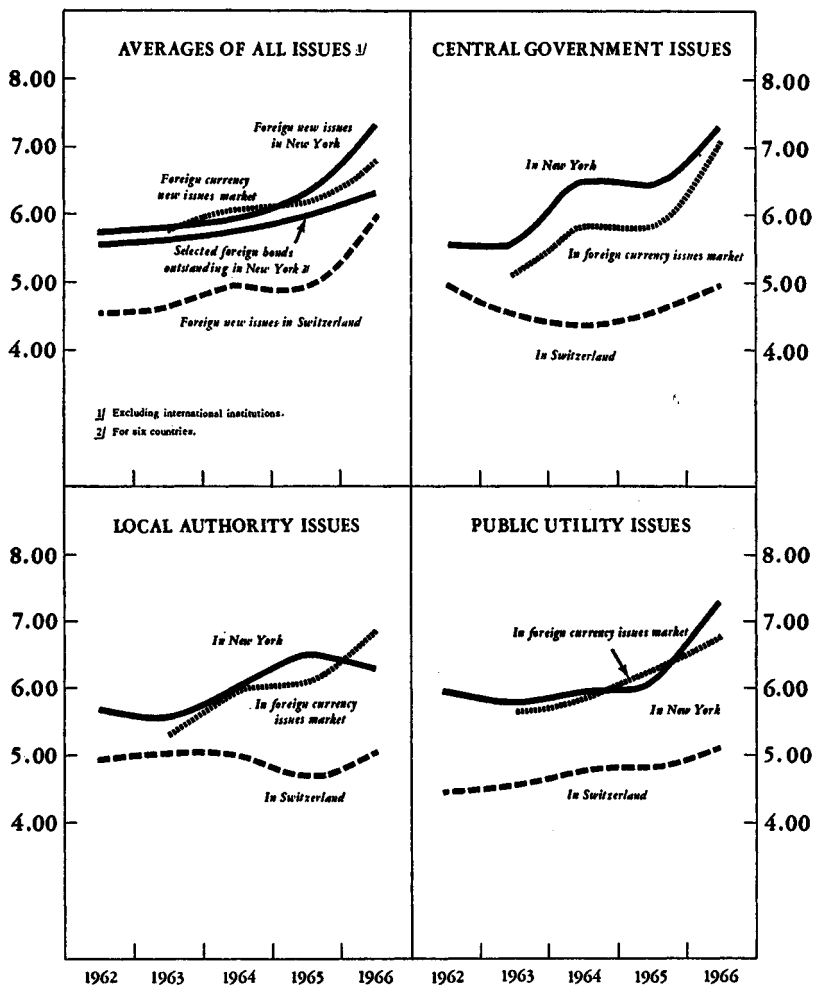 AVERAGES OF ALL ISSUES 1/
8.00
7.00
6.00
5.00
4.00
Foreign new issues
in New York
Foreign currency
new issues market
Selected foreign bonds
outstanding in New York 2/
Foreign new issues in Switzerland
1/ Excluding international institutions.
2/ For six countries.
CENTRAL GOVERNMENT ISSUES
8.00
7.00
6.00
5.00
4.00
In New York
In foreign currency issues market
In Switzerland
LOCAL AUTHORITY ISSUES
8.00
7.00
6.00
5.00
4.00
In New York
In foreign currency
issues market
In Switzerland
1962 1963 1964 1965 1966
PUBLIC UTILITY ISSUES
8.00
7.00
6.00
5.00
4.00
In foreign currency issues market
In New York
In Switzerland
1962 1963 1964 1965 1966